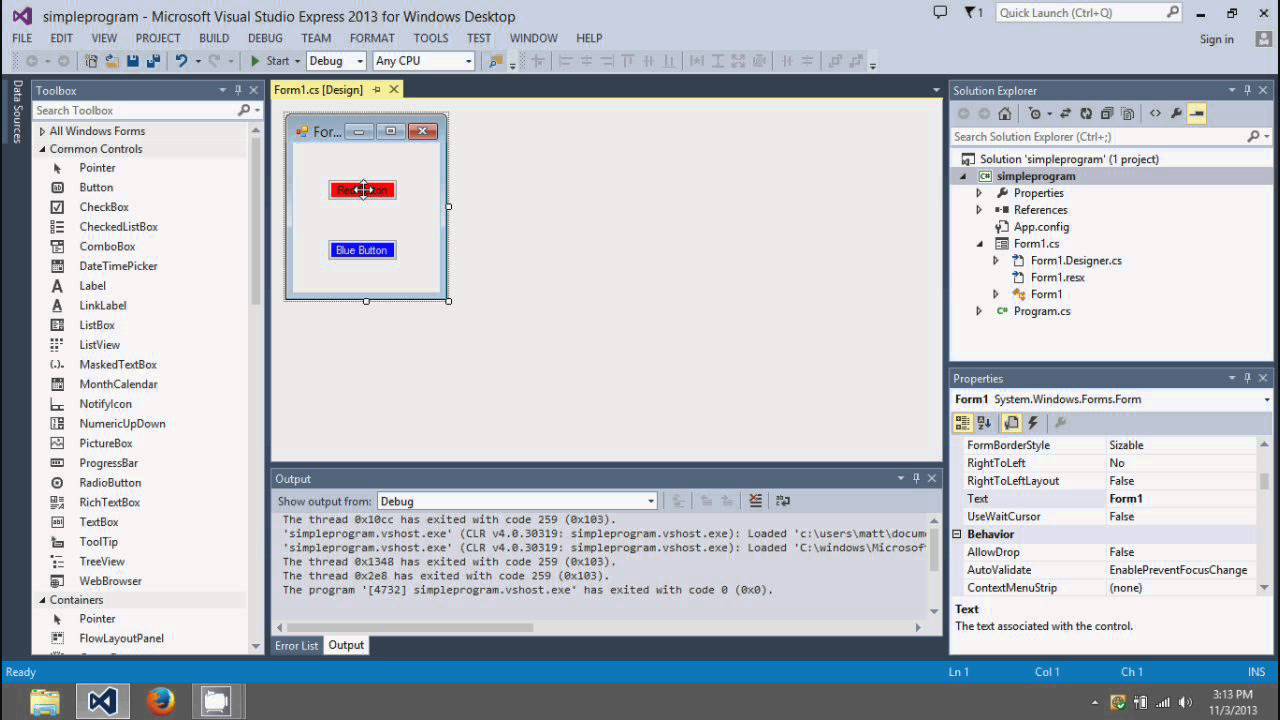 simpleprogram - Microsoft Visual Studio Express 2013 for Windows Desktop
1
Quick Launch (Ctrl+Q)
FILE EDIT VIEW PROJECT BUILD DEBUG TEAM FORMAT TOOLS TEST WINDOW HELP
Sign in
Start Debug Any CPU
Data Sources
Toolbox
Search Toolbox
All Windows Forms
Common Controls
Pointer
Button
CheckBox
CheckedListBox
ComboBox
DateTimePicker
Label
LinkLabel
ListBox
ListView
MaskedTextBox
MonthCalendar
NotifyIcon
NumericUpDown
PictureBox
ProgressBar
RadioButton
RichTextBox
TextBox
ToolTip
TreeView
WebBrowser
Containers
Pointer
FlowLayoutPanel
Form1.cs [Design]
For...
Blue Button
Output
Show output from: Debug
The thread 0x10cc has exited with code 259 (0x103).
'simpleprogram.vshost.exe' (CLR v4.0.30319: simpleprogram.vshost.exe): Loaded 'c:\users\matt\docum
'simpleprogram.vshost.exe' (CLR v4.0.30319: simpleprogram.vshost.exe): Loaded 'C:\windows\Microsof
The thread 0x1348 has exited with code 259 (0x103).
The thread 0x2e8 has exited with code 259 (0x103).
The program '[4732] simpleprogram.vshost.exe' has exited with code 0 (0x0).
Error List Output
Solution Explorer
Search Solution Explorer (Ctrl+;)
Solution 'simpleprogram' (1 project)
simpleprogram
Properties
References
App.config
Form1.cs
Form1.Designer.cs
Form1.resx
Form1
Program.cs
Properties
Form1 System.Windows.Forms.Form
FormBorderStyle Sizable
RightToLeft No
RightToLeftLayout False
Text Form1
UseWaitCursor False
Behavior
AllowDrop False
AutoValidate EnablePreventFocusChange
ContextMenuStrip (none)
Text
The text associated with the control.
Ready Ln 1 Col 1 Ch 1 INS
3:13 PM
11/3/2013